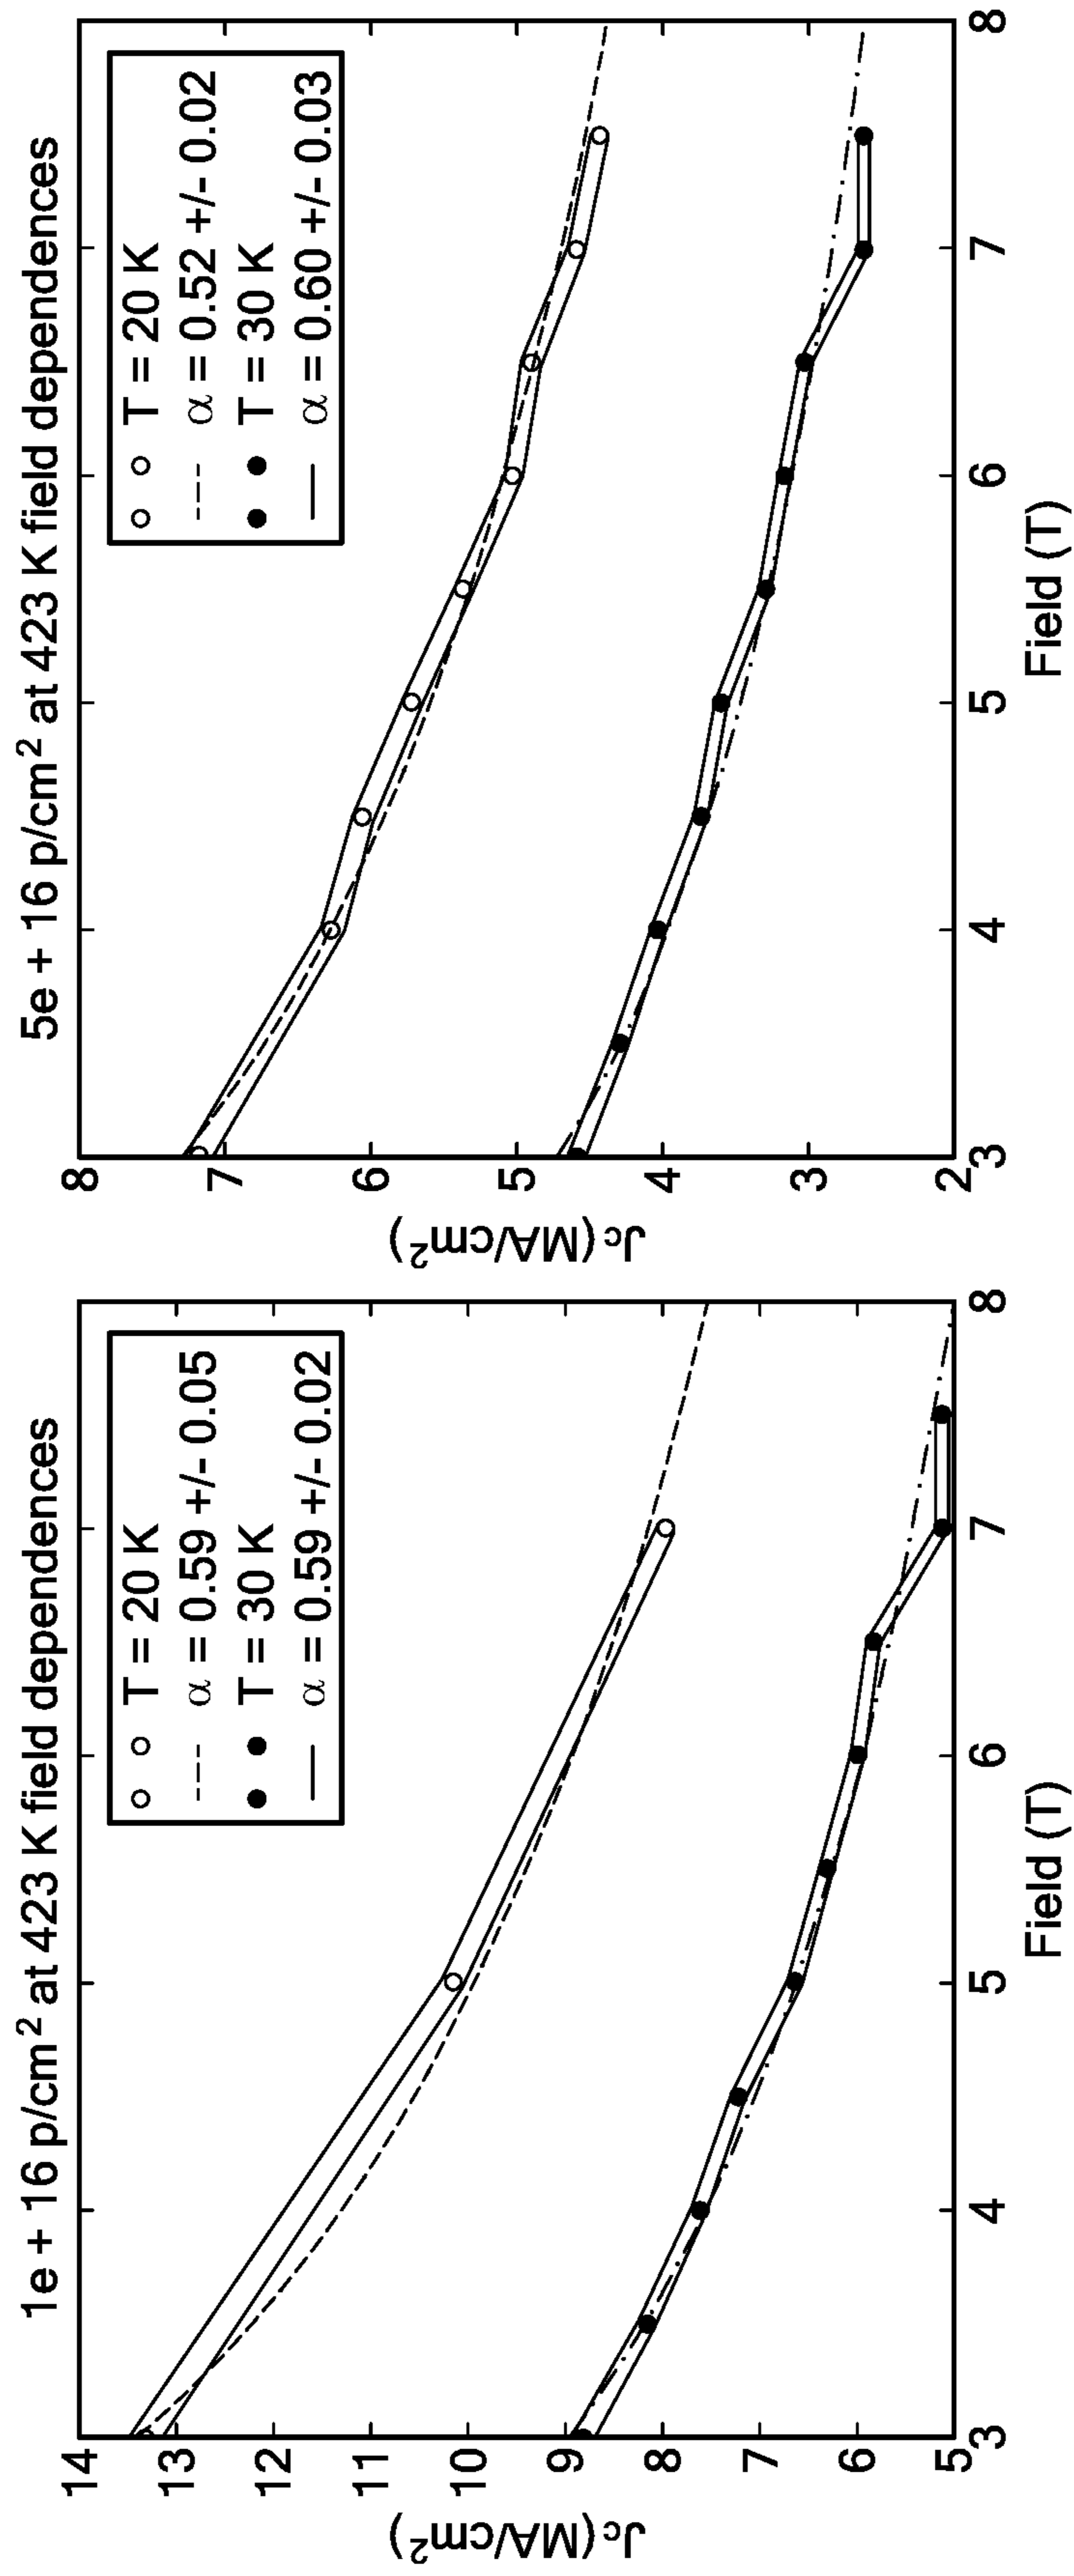 1e + 16 p/cm² at 423 K field dependences
14
13
12
11
10
9
8
7
6
5
Jc (MA/cm²)
T = 20 K
α = 0.59 +/- 0.05
T = 30 K
α = 0.59 +/- 0.02
3 4 5 6 7 8
Field (T)
5e + 16 p/cm² at 423 K field dependences
8
7
6
5
4
3
2
Jc (MA/cm²)
T = 20 K
α = 0.52 +/- 0.02
T = 30 K
α = 0.60 +/- 0.03
3 4 5 6 7 8
Field (T)